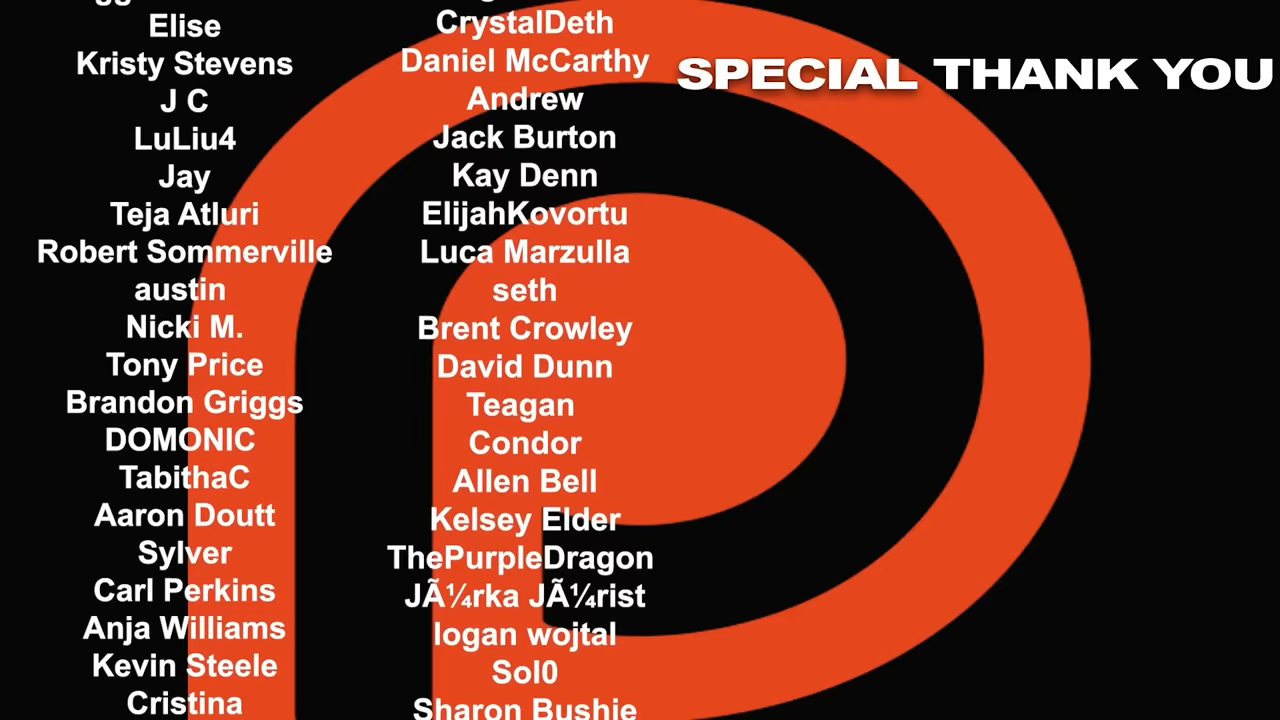 SPECIAL THANK YOU
Elise
Kristy Stevens
J C
LuLiu4
Jay
Teja Atluri
Robert Sommerville
austin
Nicki M.
Tony Price
Brandon Griggs
DOMONIC
TabithaC
Aaron Doutt
Sylver
Carl Perkins
Anja Williams
Kevin Steele
Cristina
CrystalDeth
Daniel McCarthy
Andrew
Jack Burton
Kay Denn
ElijahKovortu
Luca Marzulla
seth
Brent Crowley
David Dunn
Teagan
Condor
Allen Bell
Kelsey Elder
ThePurpleDragon
JÃ¼rka JÃ¼rist
logan wojtal
Sol0
Sharon Bushie